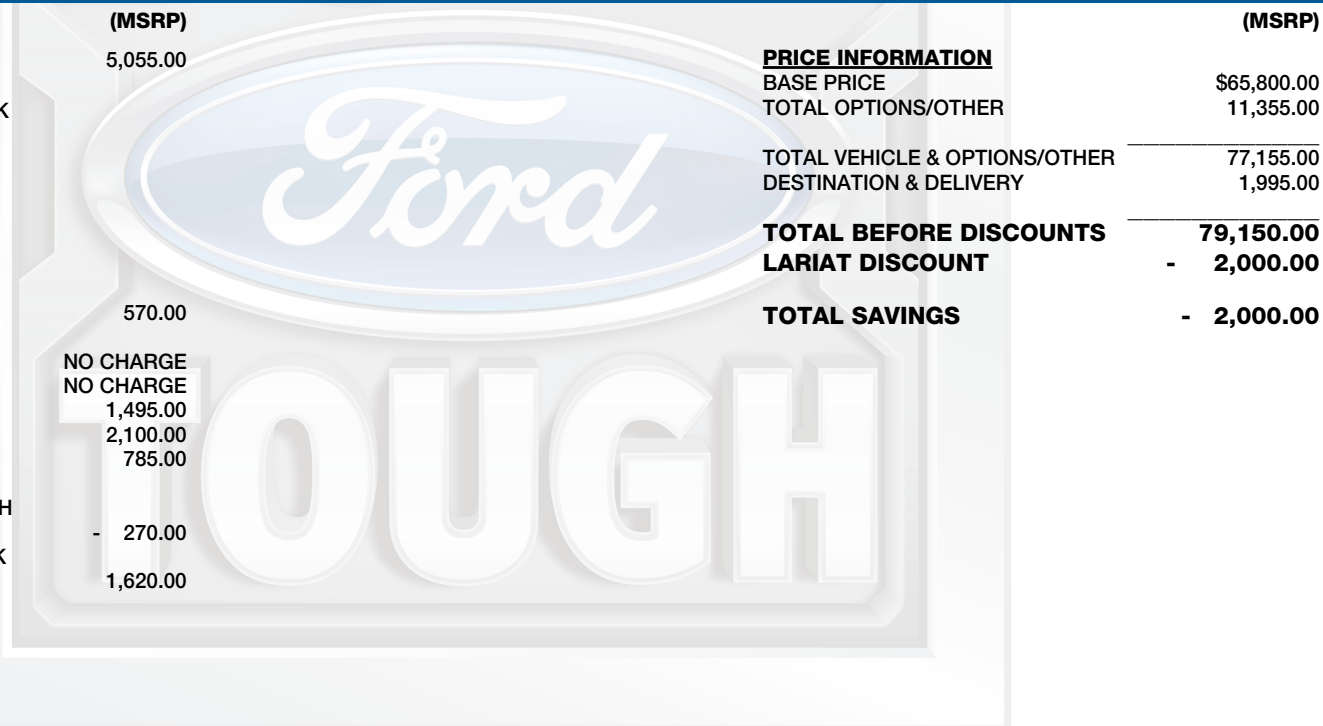 (MSRP)
5,055.00
K
570.00
NO CHARGE
NO CHARGE
1,495.00
2,100.00
785.00
H
- 270.00
K
1,620.00
Ford
TOUGH
(MSRP)
PRICE INFORMATION
BASE PRICE $65,800.00
TOTAL OPTIONS/OTHER 11,355.00
TOTAL VEHICLE & OPTIONS/OTHER 77,155.00
DESTINATION & DELIVERY 1,995.00
TOTAL BEFORE DISCOUNTS 79,150.00
LARIAT DISCOUNT - 2,000.00
TOTAL SAVINGS - 2,000.00